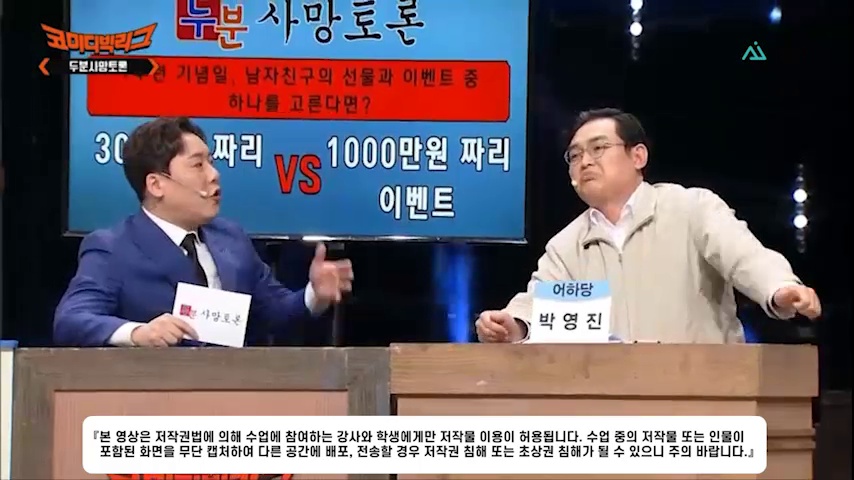 코미디빅리그
두분사망토론
두분 사망토론
기념일, 남자친구의 선물과 이벤트 중
하나를 고른다면?
30 짜리 VS 1000만원 짜리
이벤트
어하당
박영진
두분 사망토론
『본 영상은 저작권법에 의해 수업에 참여하는 강사와 학생에게만 저작물 이용이 허용됩니다. 수업 중의 저작물 또는 인물이
포함된 화면을 무단 캡처하여 다른 공간에 배포, 전송할 경우 저작권 침해 또는 초상권 침해가 될 수 있으니 주의 바랍니다.』